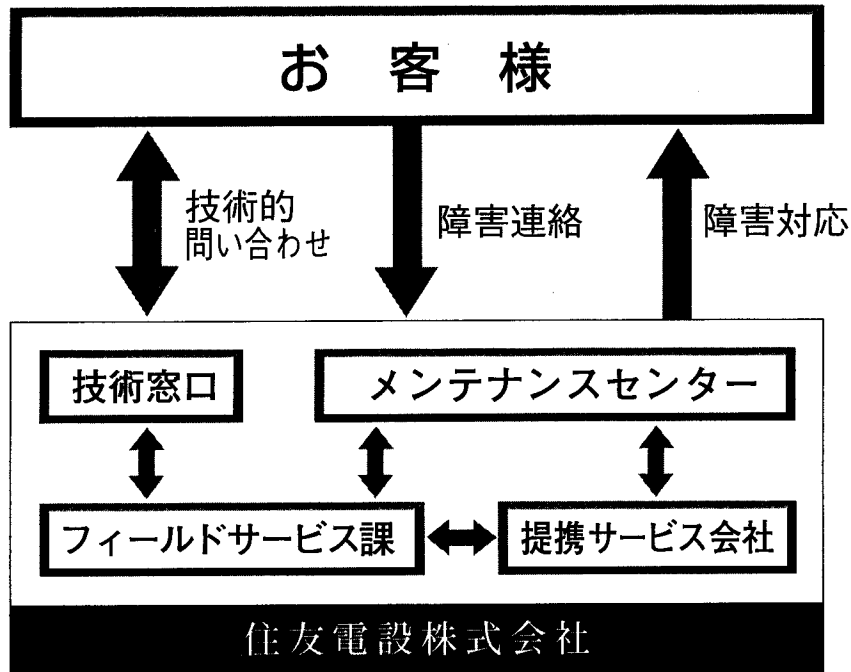 お客様
技術的
問い合わせ
障害連絡
障害対応
技術窓口
メンテナンスセンター
フィールドサービス課
提携サービス会社
住友電設株式会社